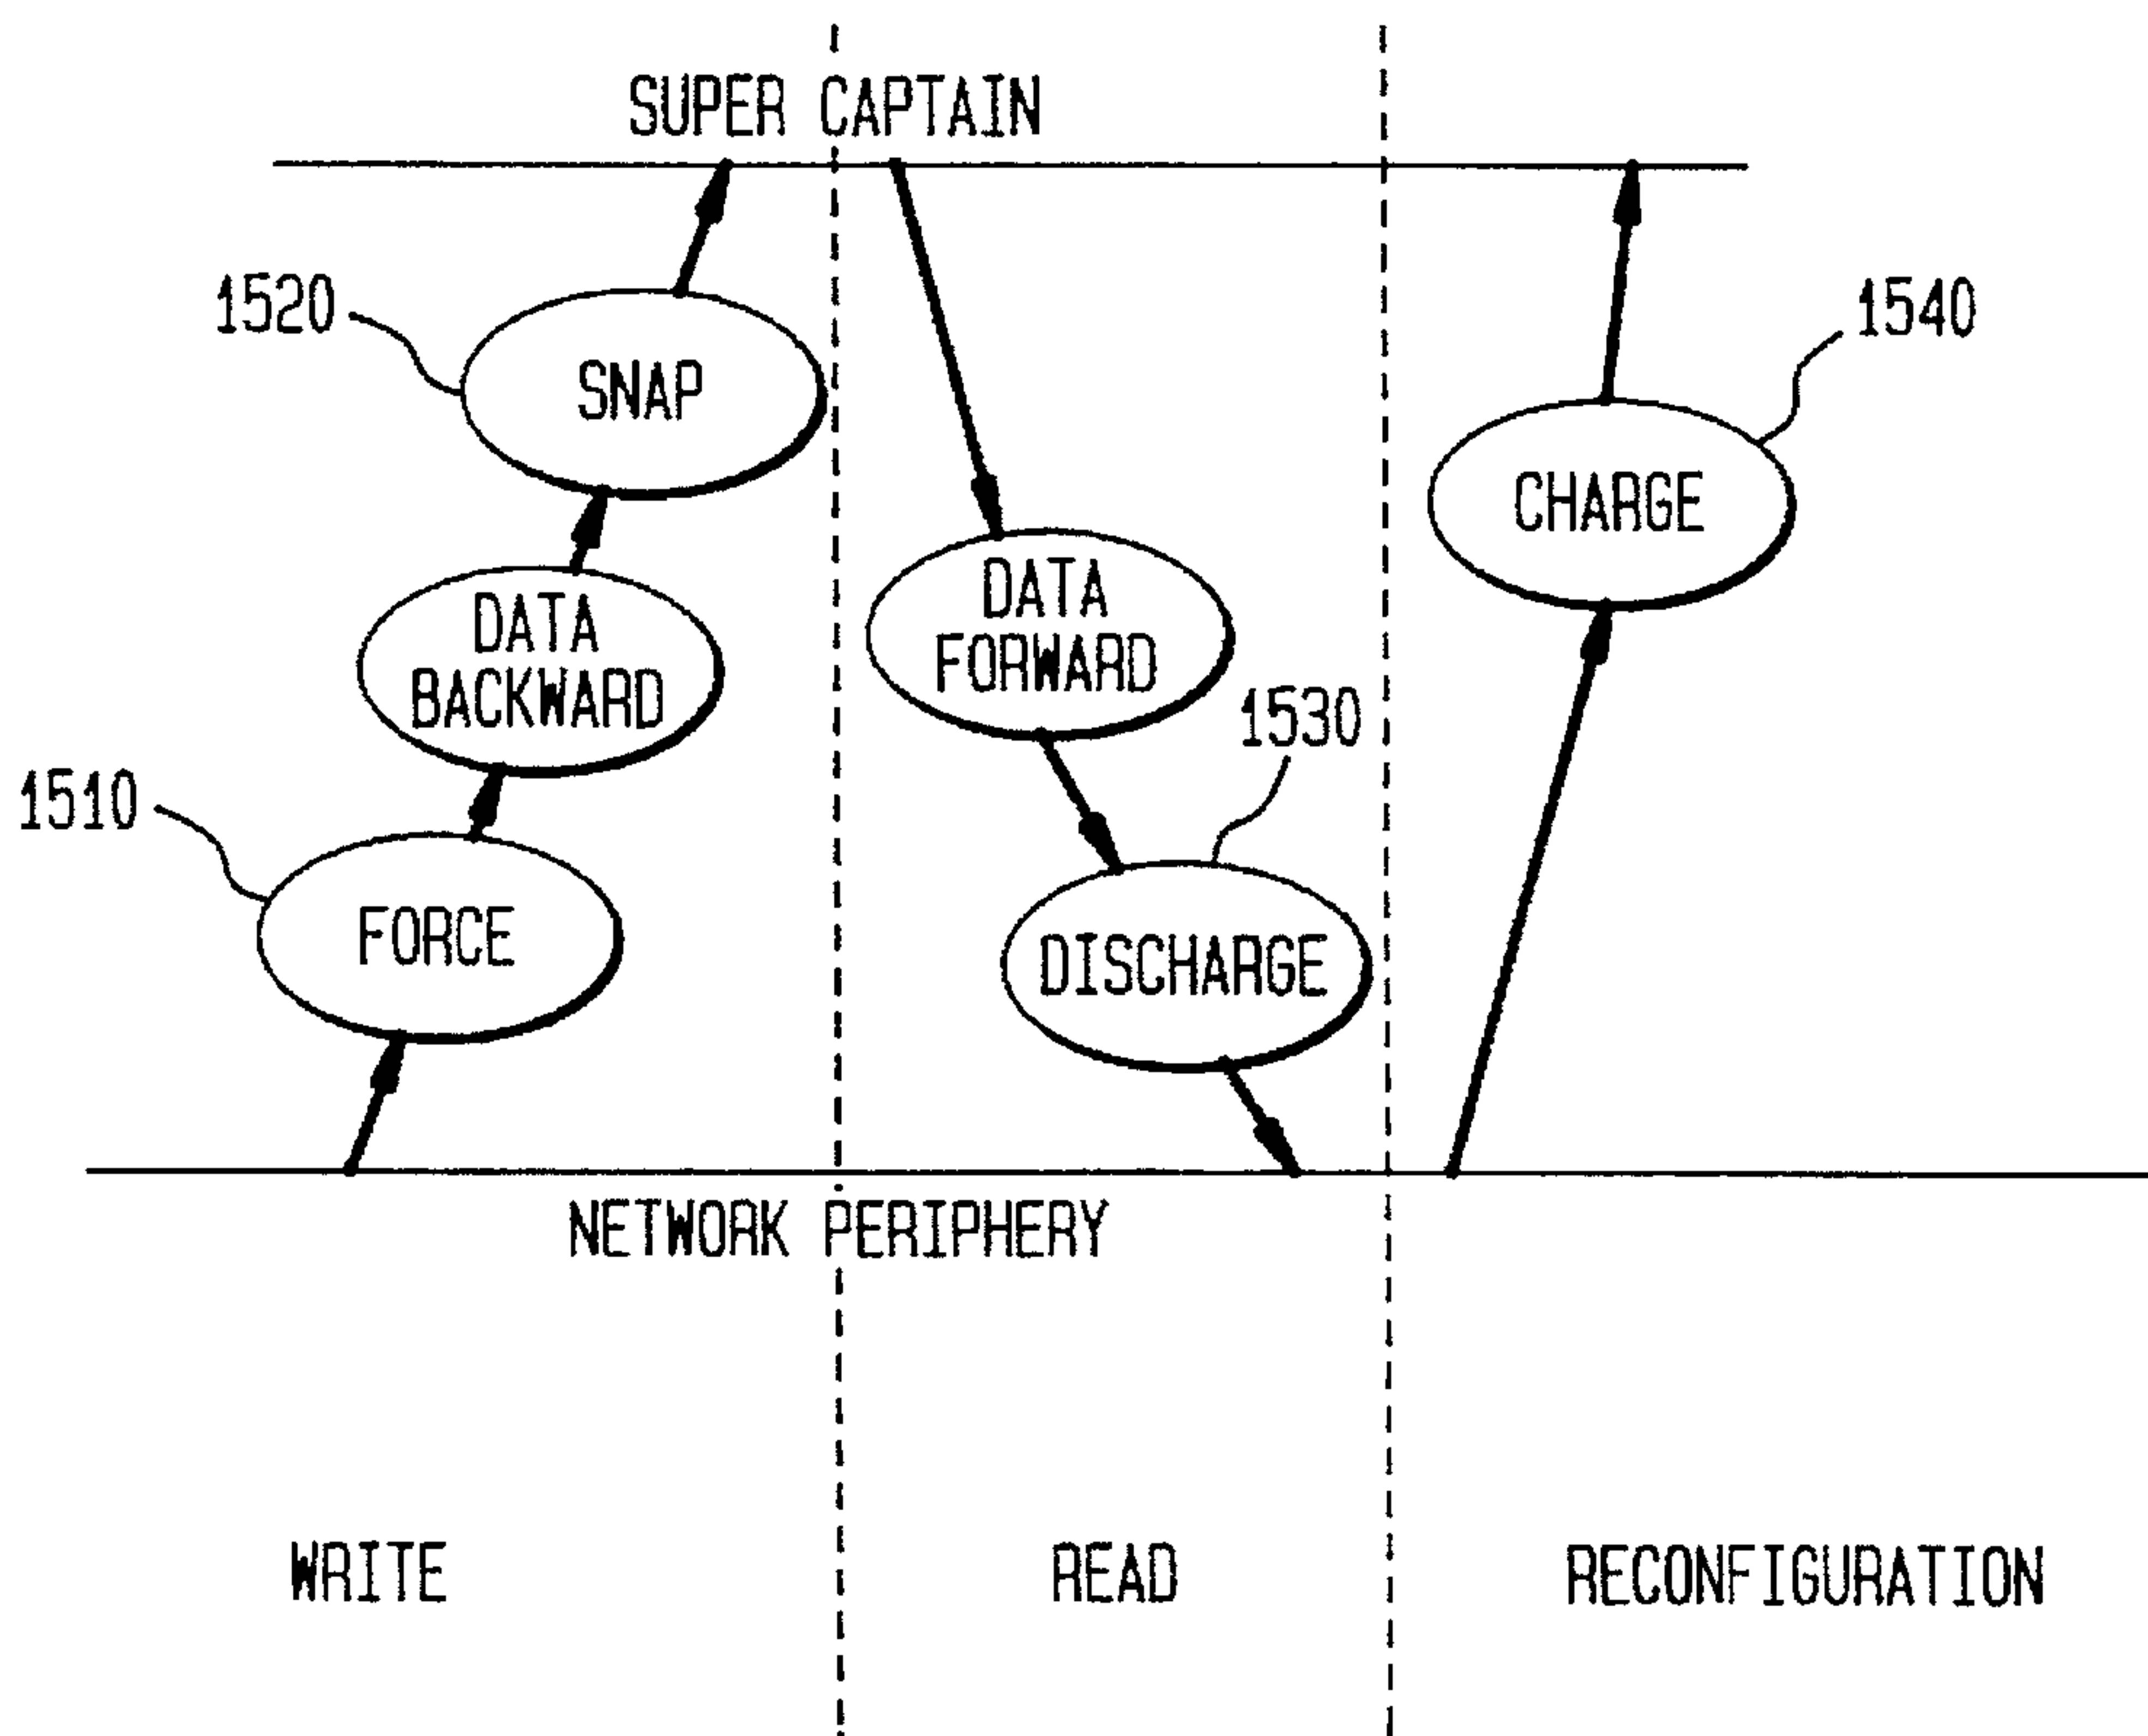 SUPER CAPTAIN
1520
SNAP
1540
CHARGE
DATA
BACKWARD
DATA
FORWARD
1530
1510
FORCE
DISCHARGE
NETWORK PERIPHERY
WRITE
READ
RECONFIGURATION